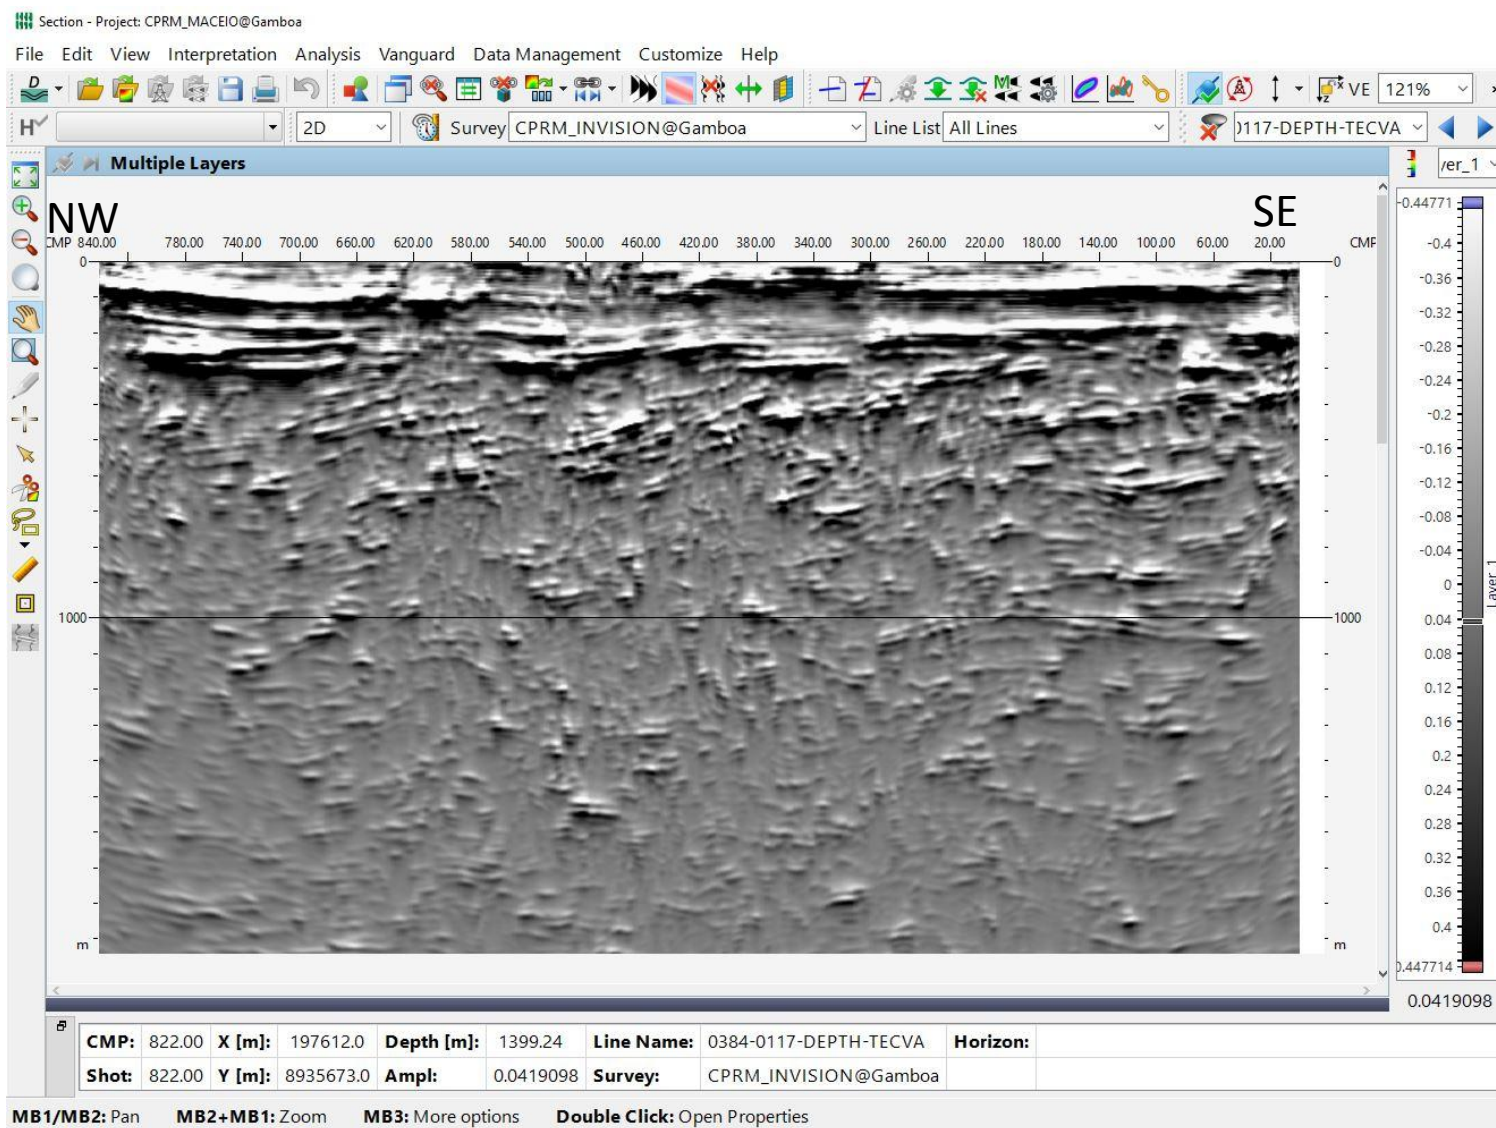 Section - Project: CPRM_MACEIO@Gamboa
File Edit View Interpretation Analysis Vanguard Data Management Customize Help
D VE 121%
H 2D Survey CPRM_INVISION@Gamboa Line List All Lines )117-DEPTH-TECVA
Multiple Layers /er_1
NW SE
CMP 840.00 780.00 740.00 700.00 660.00 620.00 580.00 540.00 500.00 460.00 420.00 380.00 340.00 300.00 260.00 220.00 180.00 140.00 100.00 60.00 20.00 CMP
0 0
1000 1000
m m
-0.44771
-0.4
-0.36
-0.32
-0.28
-0.24
-0.2
-0.16
-0.12
-0.08
-0.04
0
0.04
0.08
0.12
0.16
0.2
0.24
0.28
0.32
0.36
0.4
0.447714
Layer_1
0.0419098
CMP: 822.00 X [m]: 197612.0 Depth [m]: 1399.24 Line Name: 0384-0117-DEPTH-TECVA Horizon:
Shot: 822.00 Y [m]: 8935673.0 Ampl: 0.0419098 Survey: CPRM_INVISION@Gamboa
MB1/MB2: Pan MB2+MB1: Zoom MB3: More options Double Click: Open Properties